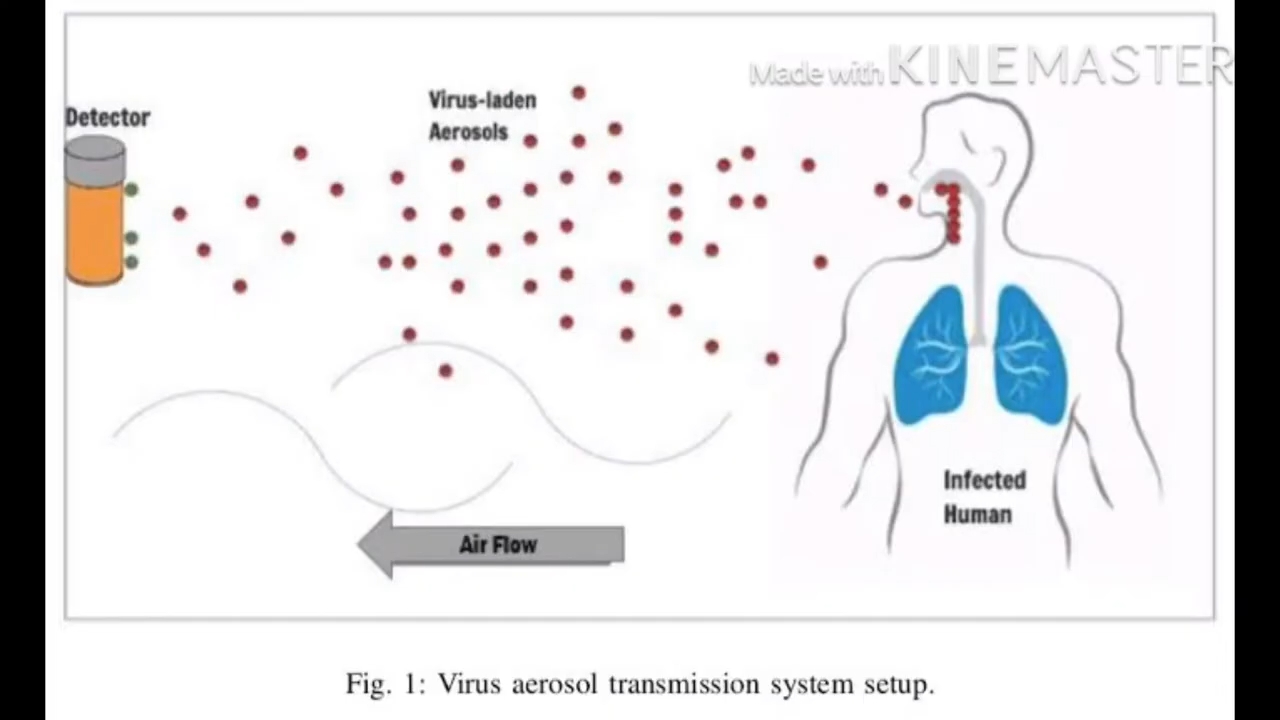 Made with KINEMASTER
Detector
Virus-laden
Aerosols
Infected
Human
Air Flow
Fig. 1: Virus aerosol transmission system setup.